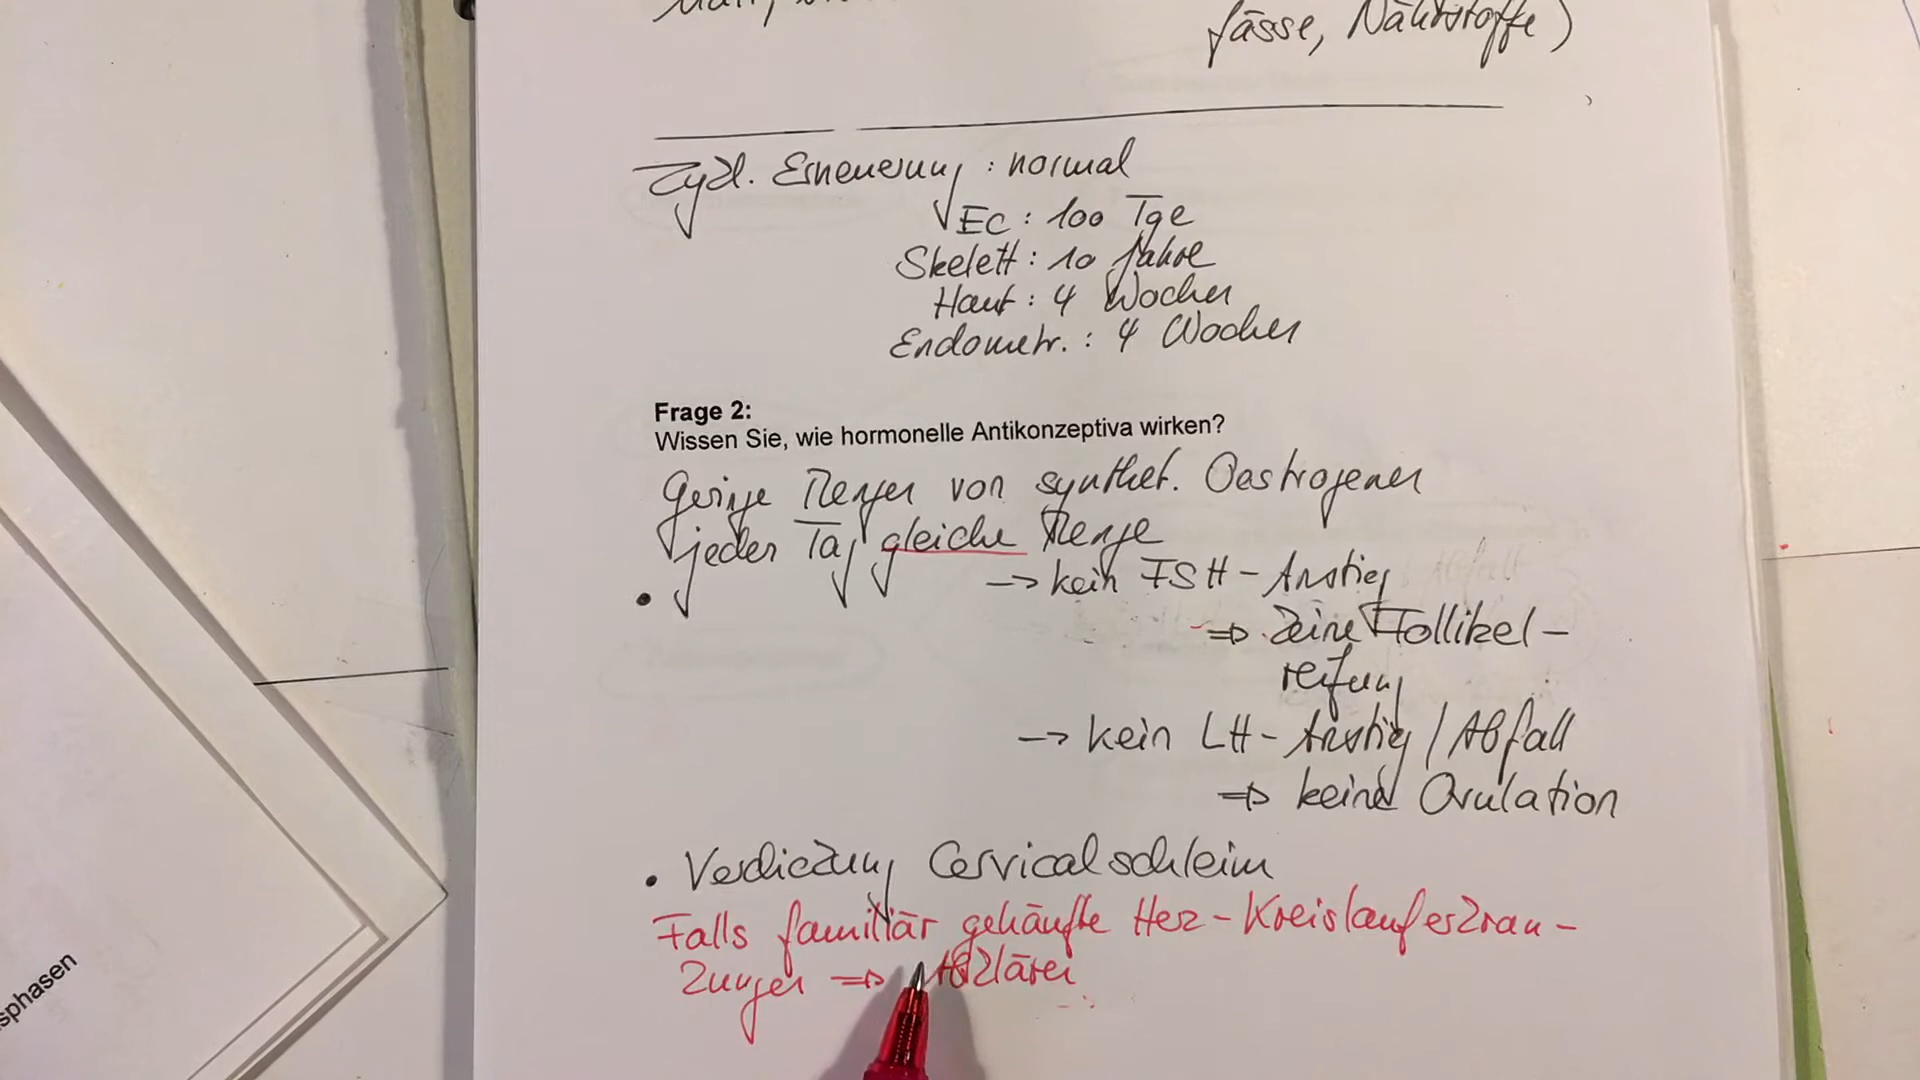 fässe, Nährstoffe)
Zykl. Erneuerung : normal
EC : 100 Tge
Skelett : 10 Jahre
Haut : 4 Wochen
Endometr. : 4 Wochen
Frage 2:
Wissen Sie, wie hormonelle Antikonzeptiva wirken?
Geringe Mengen von synthet. Oestrogenen
jeden Tag gleiche Menge
• → kein FSH - Anstieg
⇒ keine Follikel -
reifung
→ kein LH - Anstieg / Abfall
⇒ keine Ovulation
• Verdickung Cervicalschleim
Falls familiär gehäufte Herz - Kreislauferkran -
kungen ⇒ Abklären
sphasen